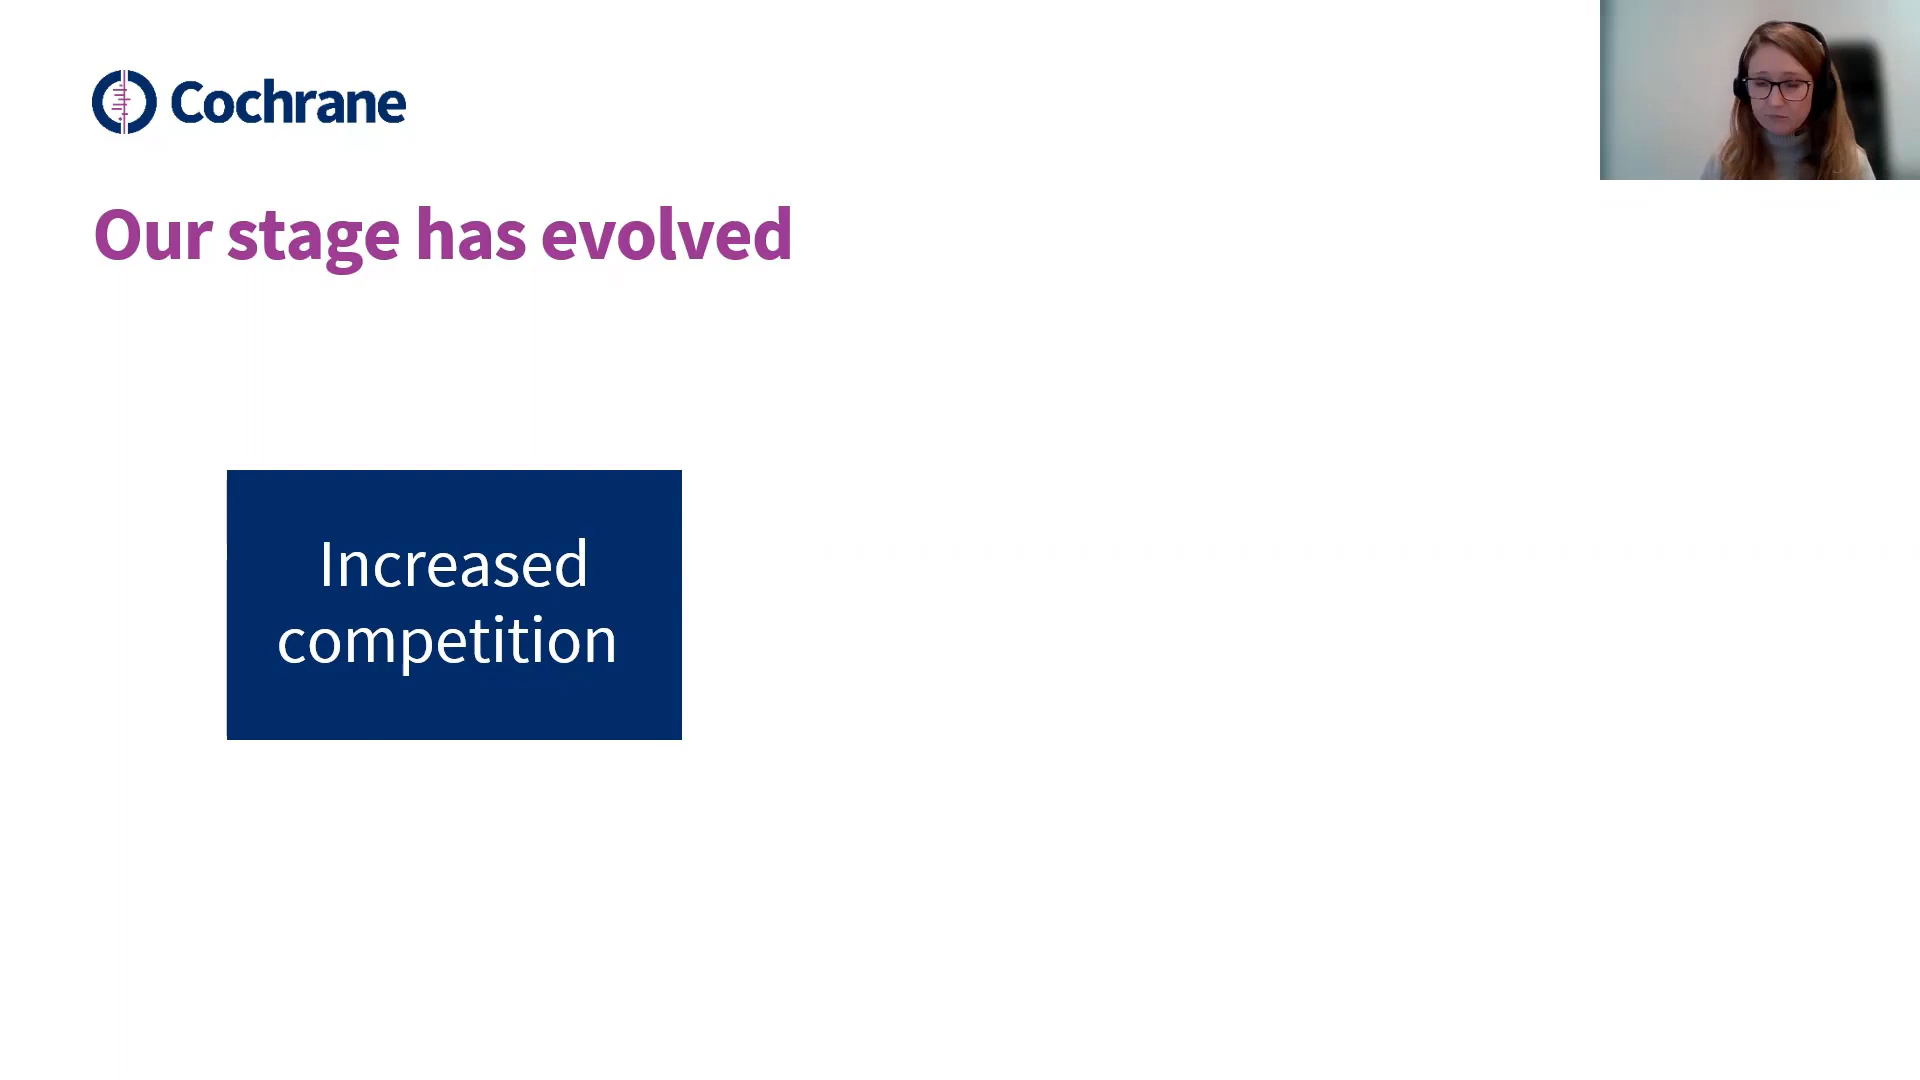 Cochrane
Our stage has evolved
Increased
competition